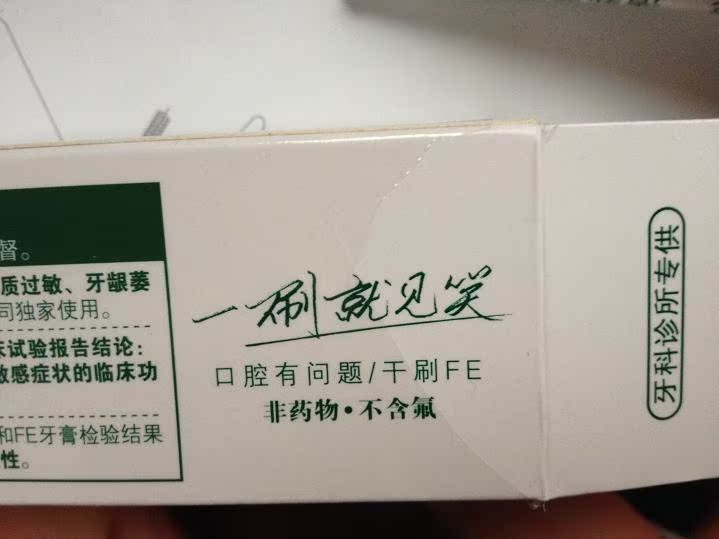 督。
质过敏、牙龈萎
司独家使用。
床试验报告结论：
敏感症状的临床功
和FE牙膏检验结果
性。
一刷就见笑
口腔有问题/干刷FE
非药物·不含氟
牙科诊所专供